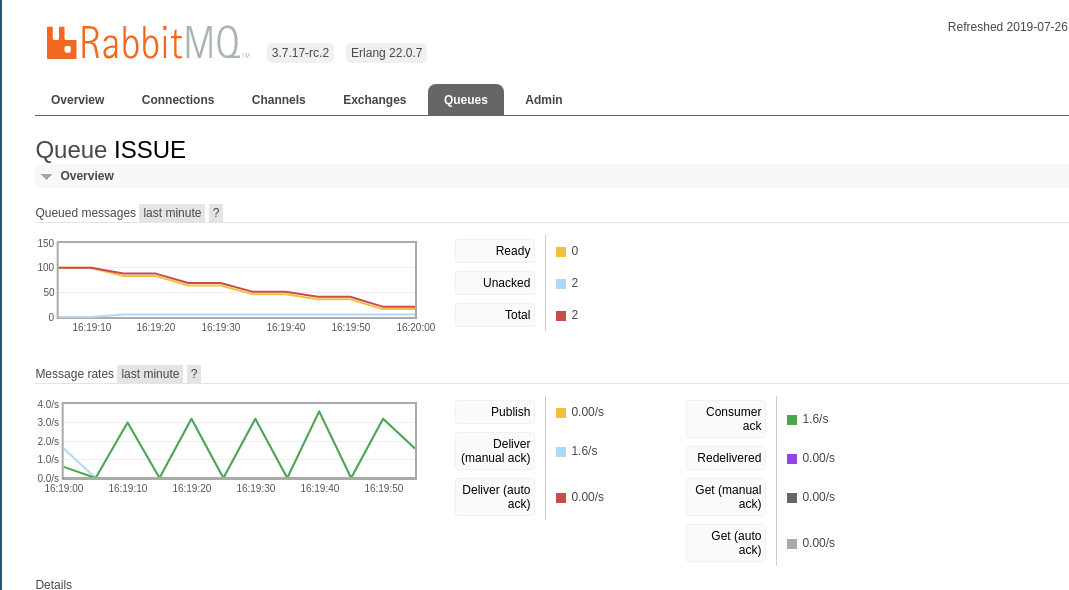 Refreshed 2019-07-26
RabbitMQ TM 3.7.17-rc.2 Erlang 22.0.7
Overview Connections Channels Exchanges Queues Admin
Queue ISSUE
Overview
Queued messages last minute ?
150
100
50
0
16:19:10 16:19:20 16:19:30 16:19:40 16:19:50 16:20:00
Ready 0
Unacked 2
Total 2
Message rates last minute ?
4.0/s
3.0/s
2.0/s
1.0/s
0.0/s
16:19:00 16:19:10 16:19:20 16:19:30 16:19:40 16:19:50
Publish 0.00/s
Deliver
(manual ack) 1.6/s
Deliver (auto
ack) 0.00/s
Consumer
ack 1.6/s
Redelivered 0.00/s
Get (manual
ack) 0.00/s
Get (auto
ack) 0.00/s
Details